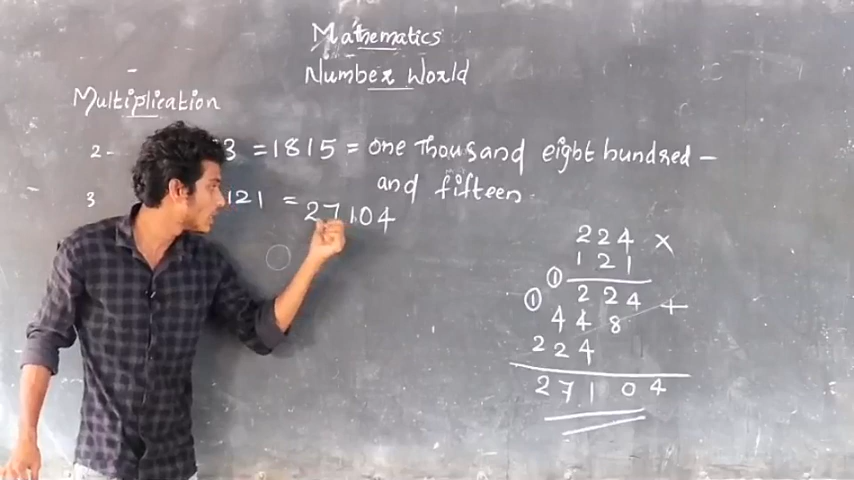 Mathematics
Number World
Multiplication
2- 3 = 1815 = one Thousand eight hundred -
and fifteen.
3 121 = 27104
224 ×
121
① 
① 224 +
448
224
27104